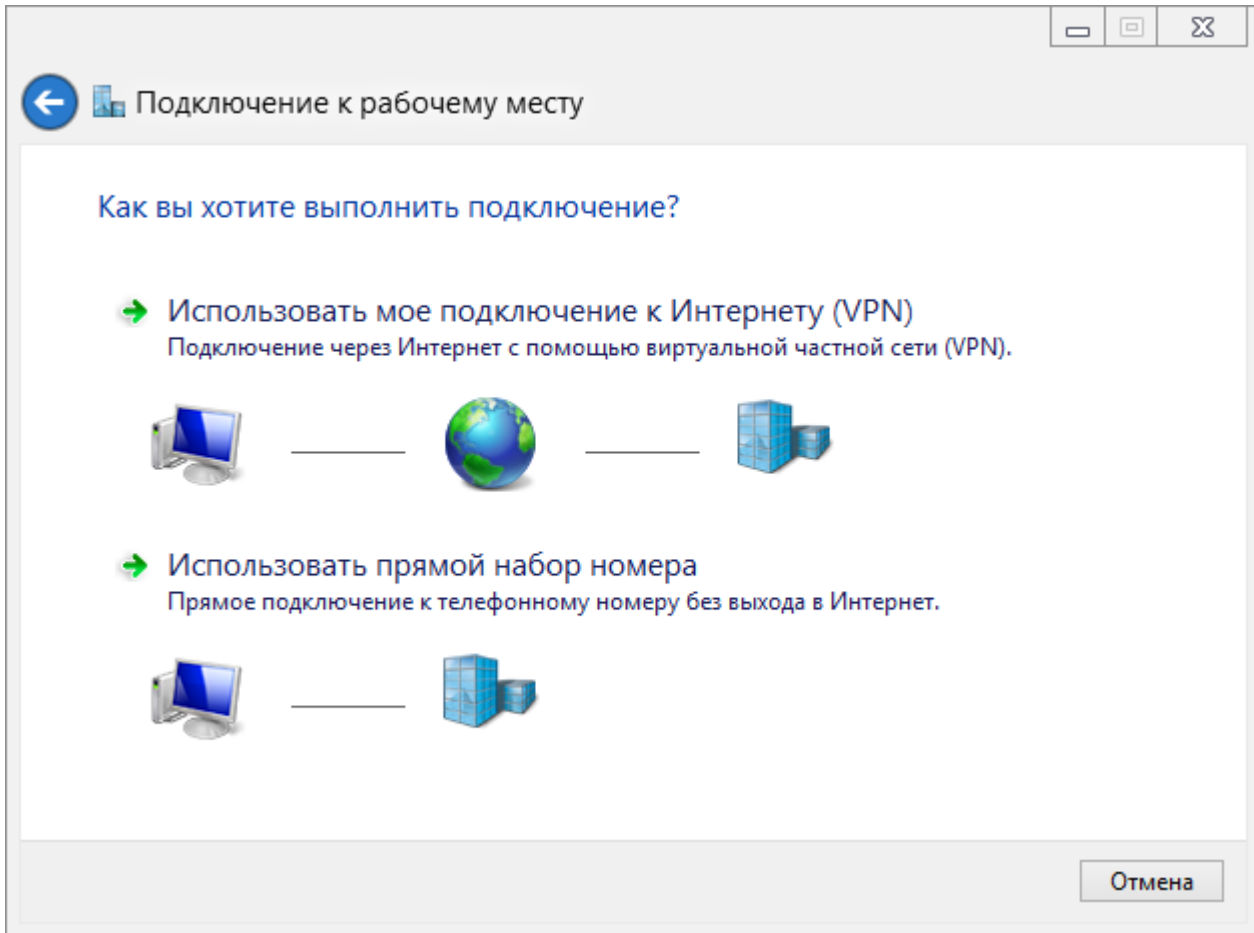 Подключение к рабочему месту
Как вы хотите выполнить подключение?
Использовать мое подключение к Интернету (VPN)
Подключение через Интернет с помощью виртуальной частной сети (VPN).
Использовать прямой набор номера
Прямое подключение к телефонному номеру без выхода в Интернет.
Отмена